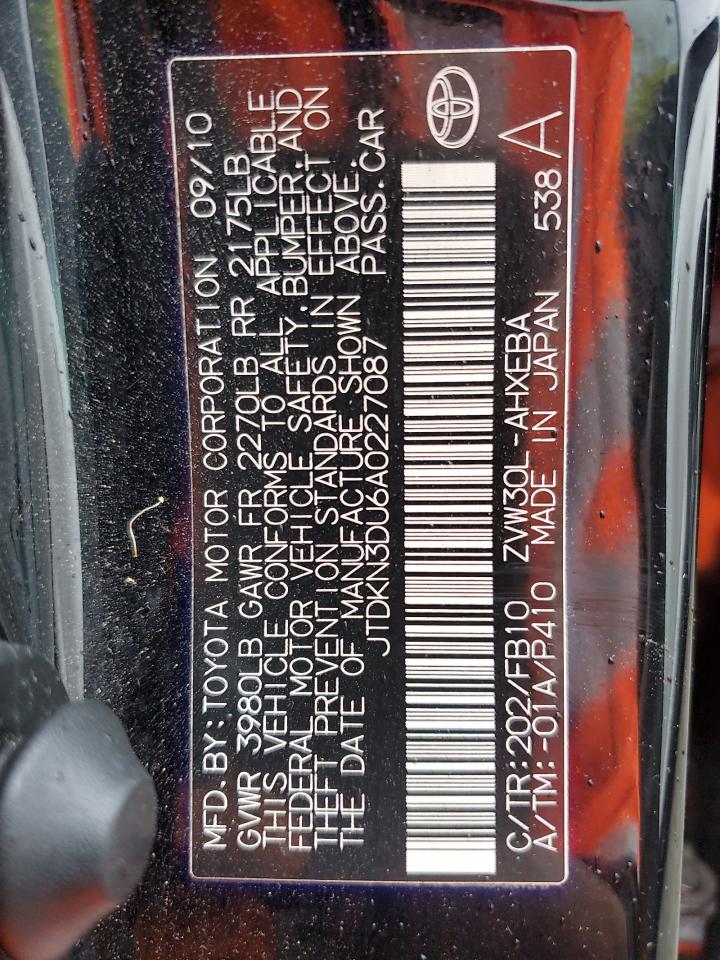 MFD. BY: TOYOTA MOTOR CORPORATION 09/10
GVWR 3980LB GAWR FR 2270LB RR 2175LB
THIS VEHICLE CONFORMS TO ALL APPLICABLE
FEDERAL MOTOR VEHICLE SAFETY, BUMPER, AND
THEFT PREVENTION STANDARDS IN EFFECT ON
THE DATE OF MANUFACTURE SHOWN ABOVE.
JTDKN3DU6A0227087 PASS. CAR
C/TR:202/FB10 ZVW30L-AHXEBA
A/TM:-01A/P410 MADE IN JAPAN 538 A